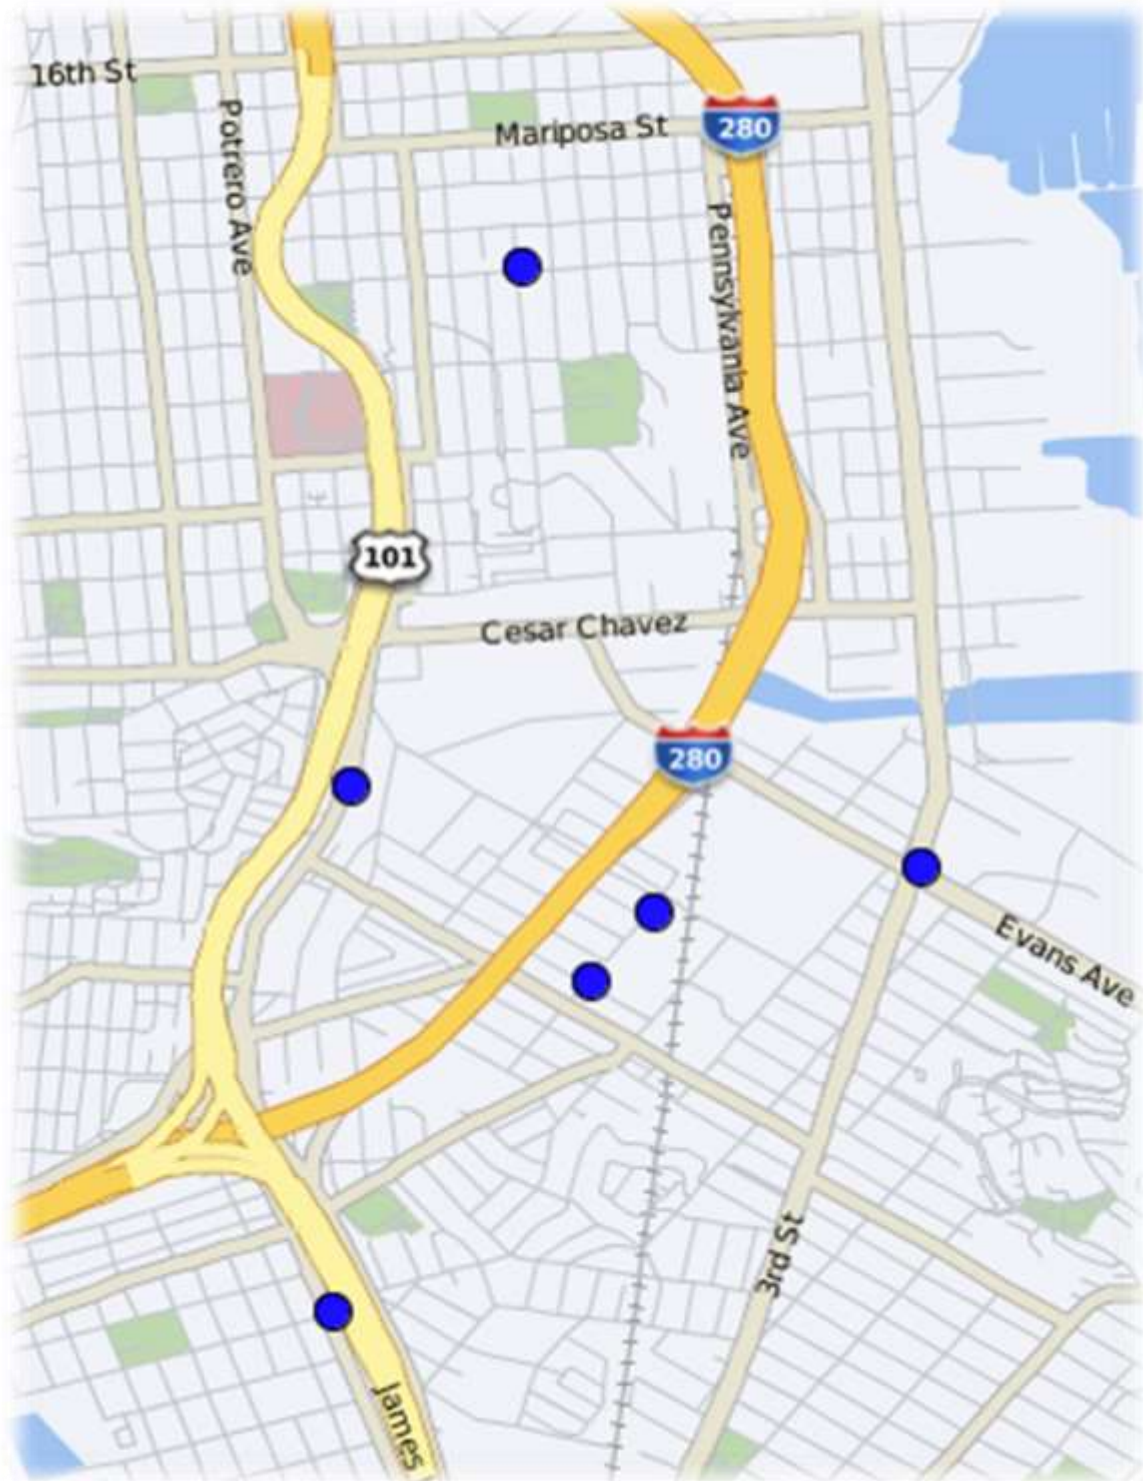 16th St
Potrero Ave
Mariposa St
280
Pennsylvania Ave
101
Cesar Chavez
280
Evans Ave
3rd St
James